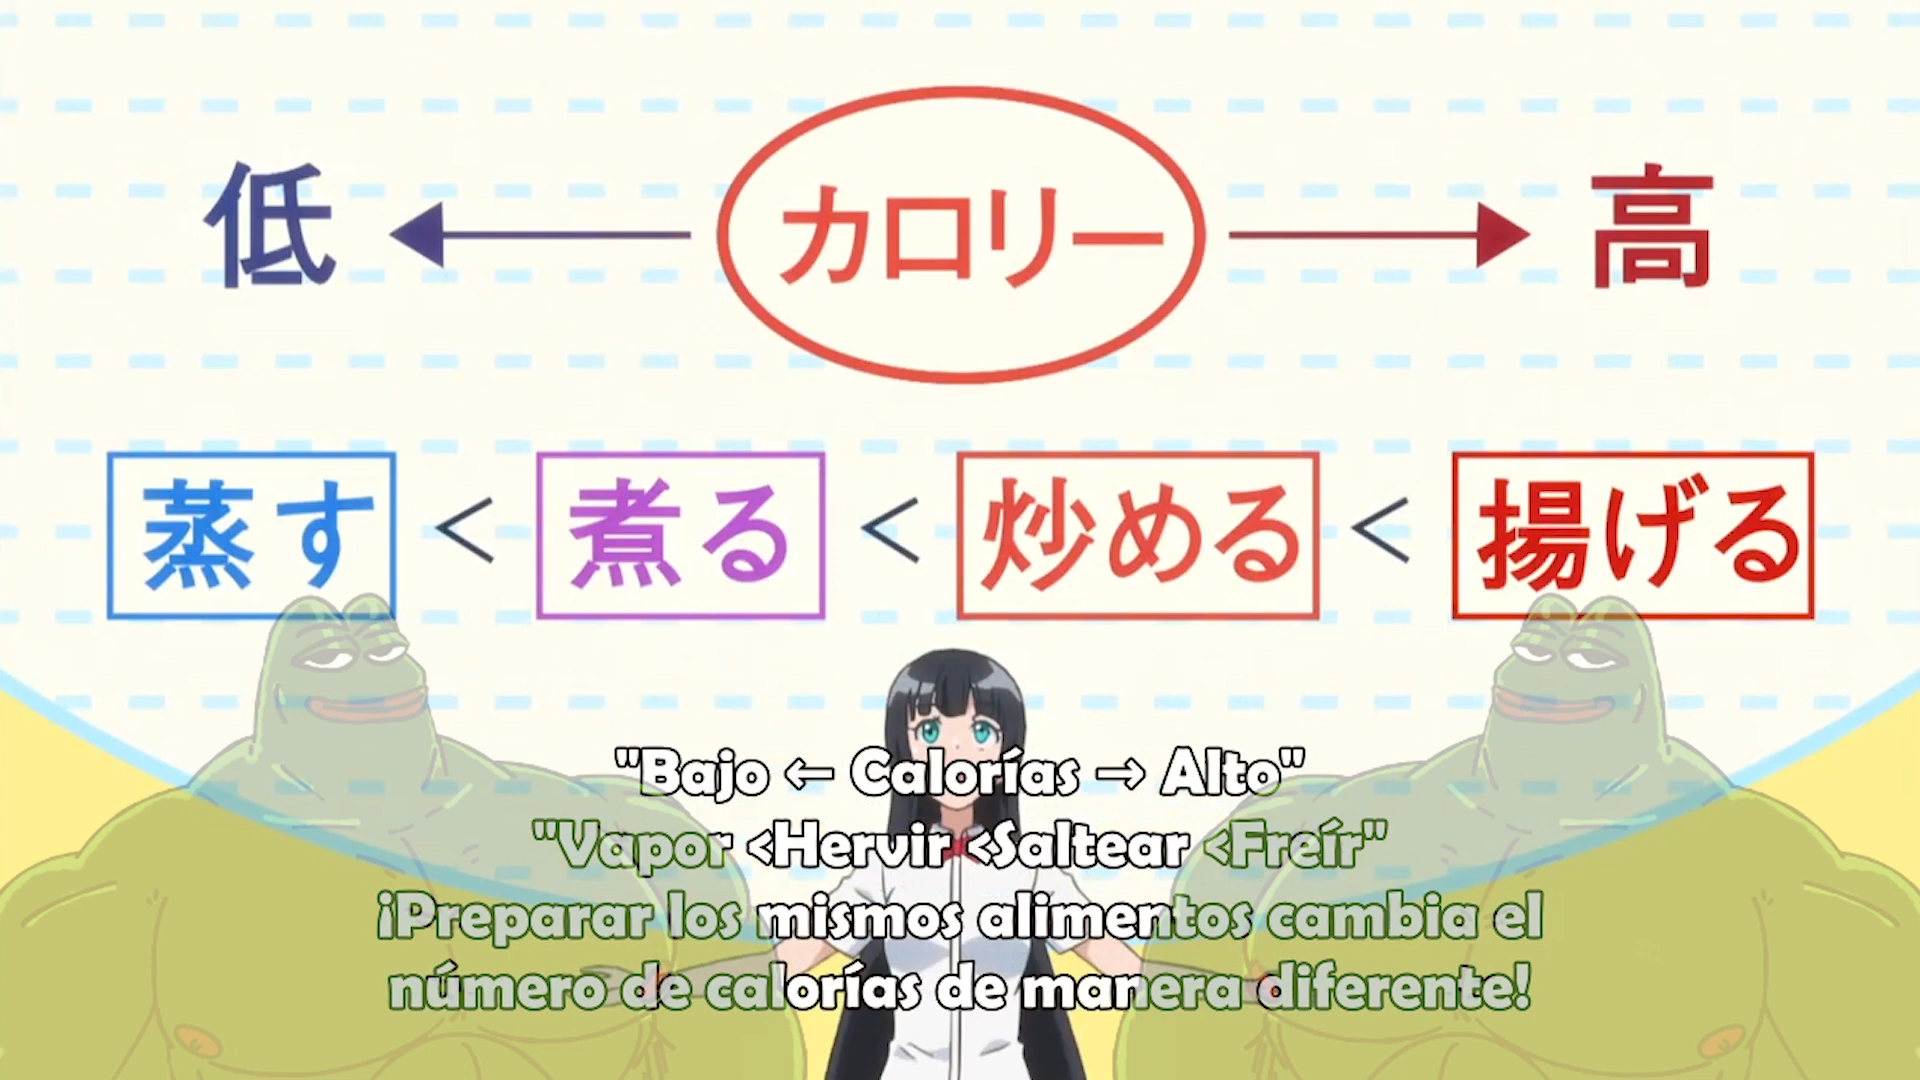 低 ← カロリー → 高
蒸す < 煮る < 炒める < 揚げる
"Bajo ← Calorías → Alto"
"Vapor <Hervir <Saltear <Freír"
¡Preparar los mismos alimentos cambia el
número de calorías de manera diferente!